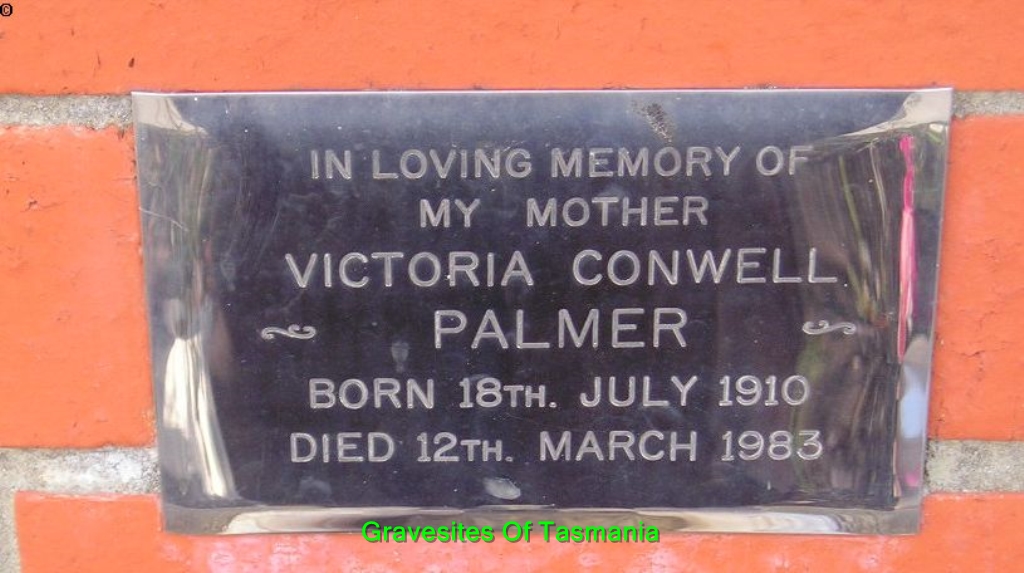 ©
IN LOVING MEMORY OF
MY MOTHER
VICTORIA CONWELL
PALMER
BORN 18TH. JULY 1910
DIED 12TH. MARCH 1983
Gravesites Of Tasmania